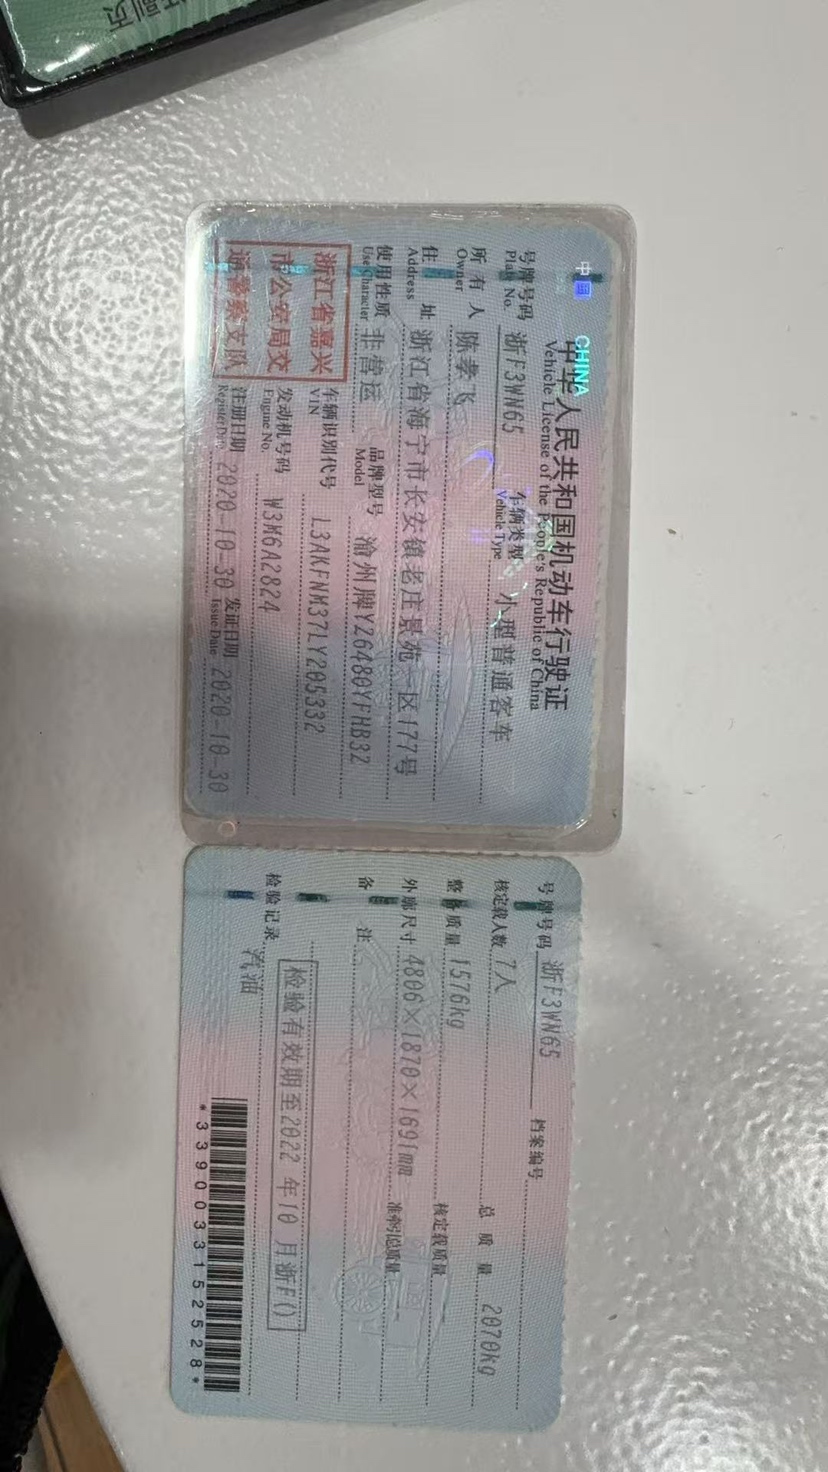 证副页
中国 CHINA
中华人民共和国机动车行驶证
Vehicle License of the People's Republic of China
号牌号码 浙F3WN65 车辆类型 小型普通客车
Plate No. Vehicle Type
所有人 陈孝飞
Owner
住址 浙江省海宁市长安镇老庄景苑一区177号
Address
使用性质 非营运 品牌型号 渝州牌YZ6480YFHB32
Use Character Model
浙江省嘉兴
市公安局交
通警察支队
车辆识别代号 L3AKFNM37LY205332
VIN
发动机号码 W3M6A2824
Engine No.
注册日期 2020-10-30 发证日期 2020-10-30
Register Date Issue Date
号牌号码 浙F3WN65 档案编号
核定载人数 7人 总质量 2070kg
整备质量 1576kg 核定载质量
外廓尺寸 4806×1870×1691mm 准牵引总质量
备注
检验有效期至2022年10月浙F()
检验记录
汽油
*3390033152528*